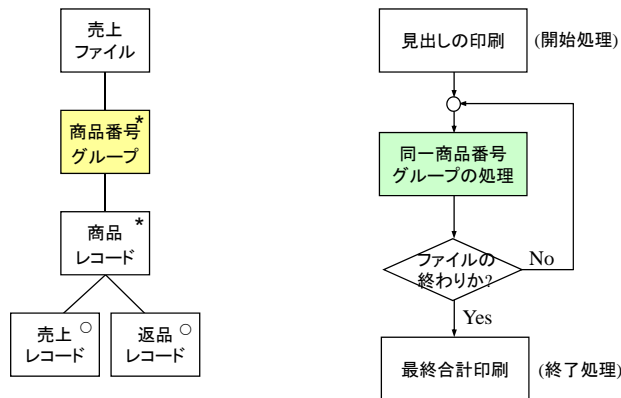 売上
ファイル
商品番号*
グループ
商品*
レコード
売上○
レコード
返品○
レコード
見出しの印刷
(開始処理)
同一商品番号
グループの処理
ファイルの
終わりか?
No
Yes
最終合計印刷
(終了処理)